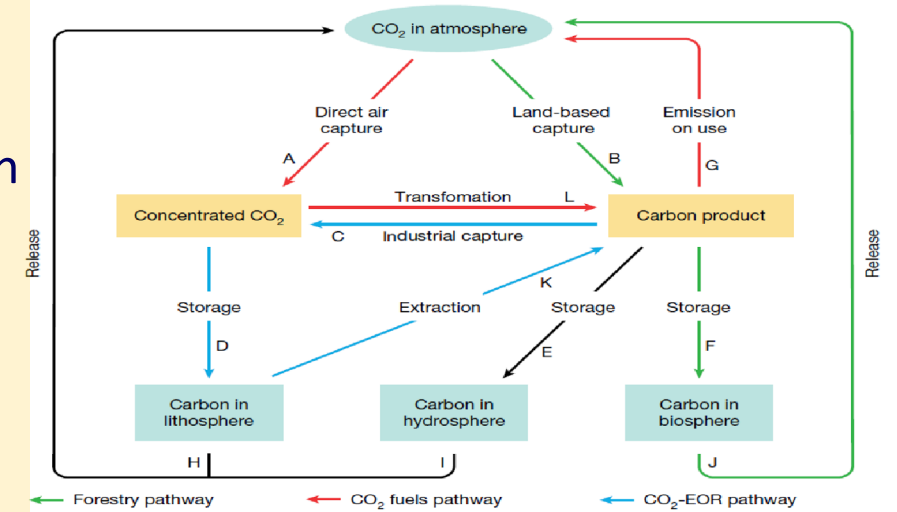 n
CO₂ in atmosphere
Direct air
capture
Land-based
capture
Emission
on use
A
B
G
Concentrated CO₂
Transfomation
L
Carbon product
C
Industrial capture
Release
Release
K
Storage
Extraction
Storage
Storage
D
E
F
Carbon in
lithosphere
Carbon in
hydrosphere
Carbon in
biosphere
H
I
J
Forestry pathway
CO₂ fuels pathway
CO₂-EOR pathway